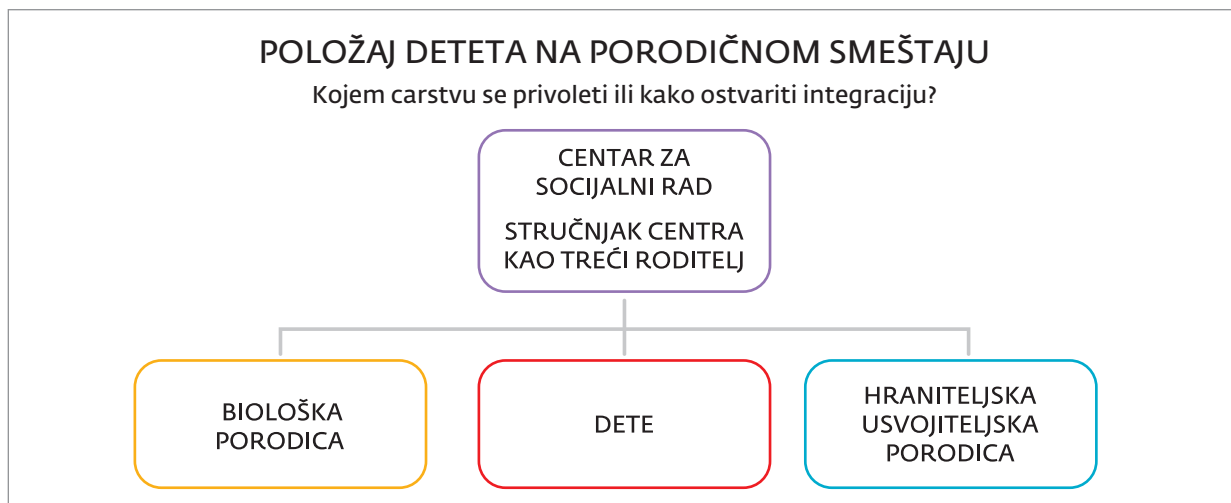 POLOŽAJ DETETA NA PORODIČNOM SMEŠTAJU
Kojem carstvu se privoleti ili kako ostvariti integraciju?
CENTAR ZA
SOCIJALNI RAD
STRUČNJAK CENTRA
KAO TREĆI RODITELJ
BIOLOŠKA
PORODICA
DETE
HRANITELJSKA
USVOJITELJSKA
PORODICA